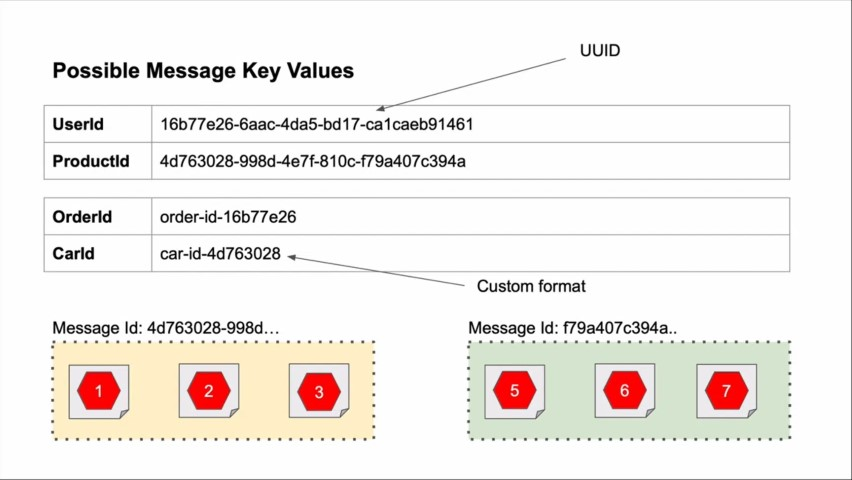 UUID
Possible Message Key Values
UserId 16b77e26-6aac-4da5-bd17-ca1caeb91461
ProductId 4d763028-998d-4e7f-810c-f79a407c394a
OrderId order-id-16b77e26
CarId car-id-4d763028
Custom format
Message Id: 4d763028-998d… Message Id: f79a407c394a..
1 2 3 5 6 7